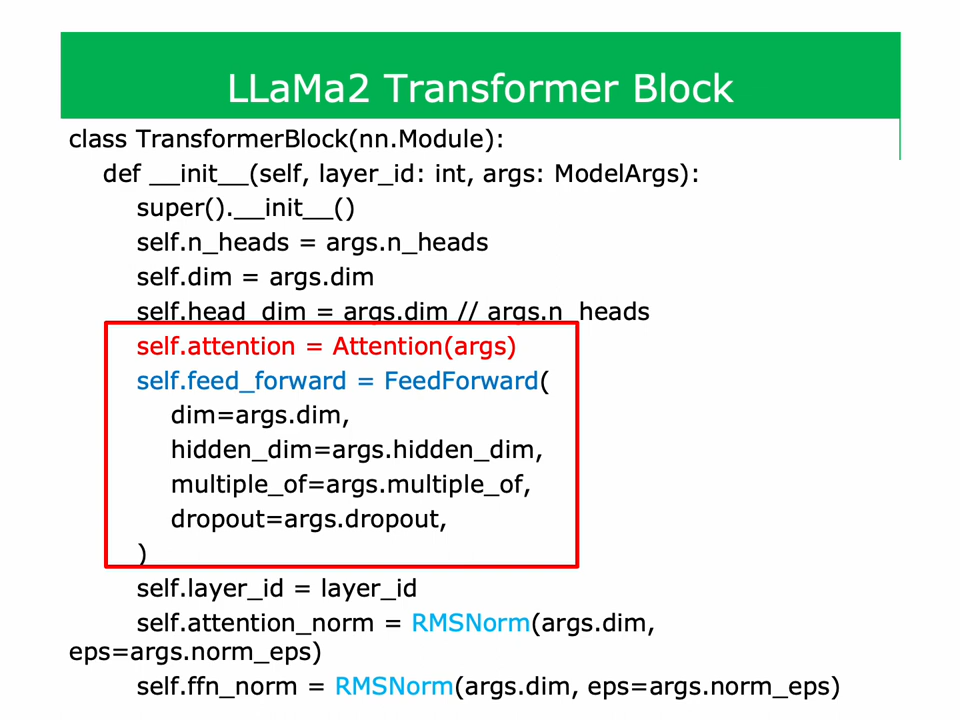 LLaMa2 Transformer Block
class TransformerBlock(nn.Module):
def __init__(self, layer_id: int, args: ModelArgs):
super().__init__()
self.n_heads = args.n_heads
self.dim = args.dim
self.head_dim = args.dim // args.n_heads
self.attention = Attention(args)
self.feed_forward = FeedForward(
dim=args.dim,
hidden_dim=args.hidden_dim,
multiple_of=args.multiple_of,
dropout=args.dropout,
)
self.layer_id = layer_id
self.attention_norm = RMSNorm(args.dim,
eps=args.norm_eps)
self.ffn_norm = RMSNorm(args.dim, eps=args.norm_eps)